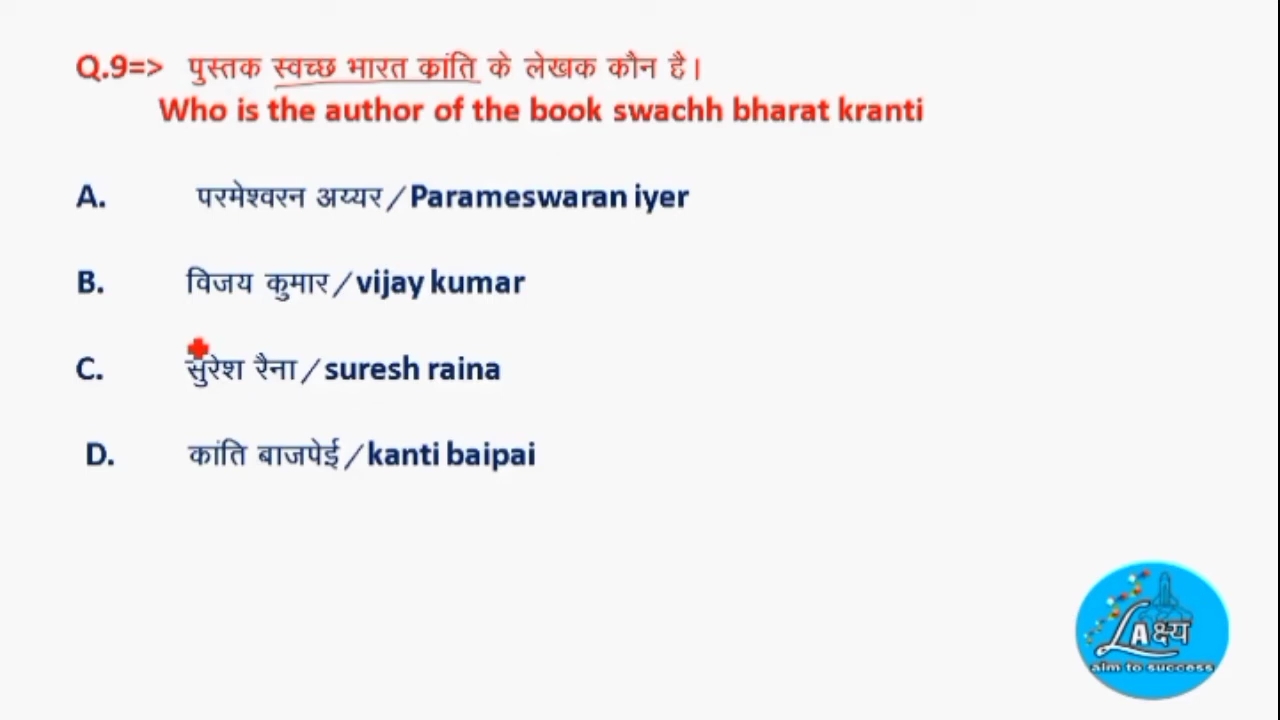 Q.9=> पुस्तक स्वच्छ भारत क्रांति के लेखक कौन है।
Who is the author of the book swachh bharat kranti
A. परमेश्वरन अय्यर/Parameswaran iyer
B. विजय कुमार/vijay kumar
C. सुरेश रैना/suresh raina
D. कांति बाजपेई/kanti baipai
LAक्ष्य
aim to success